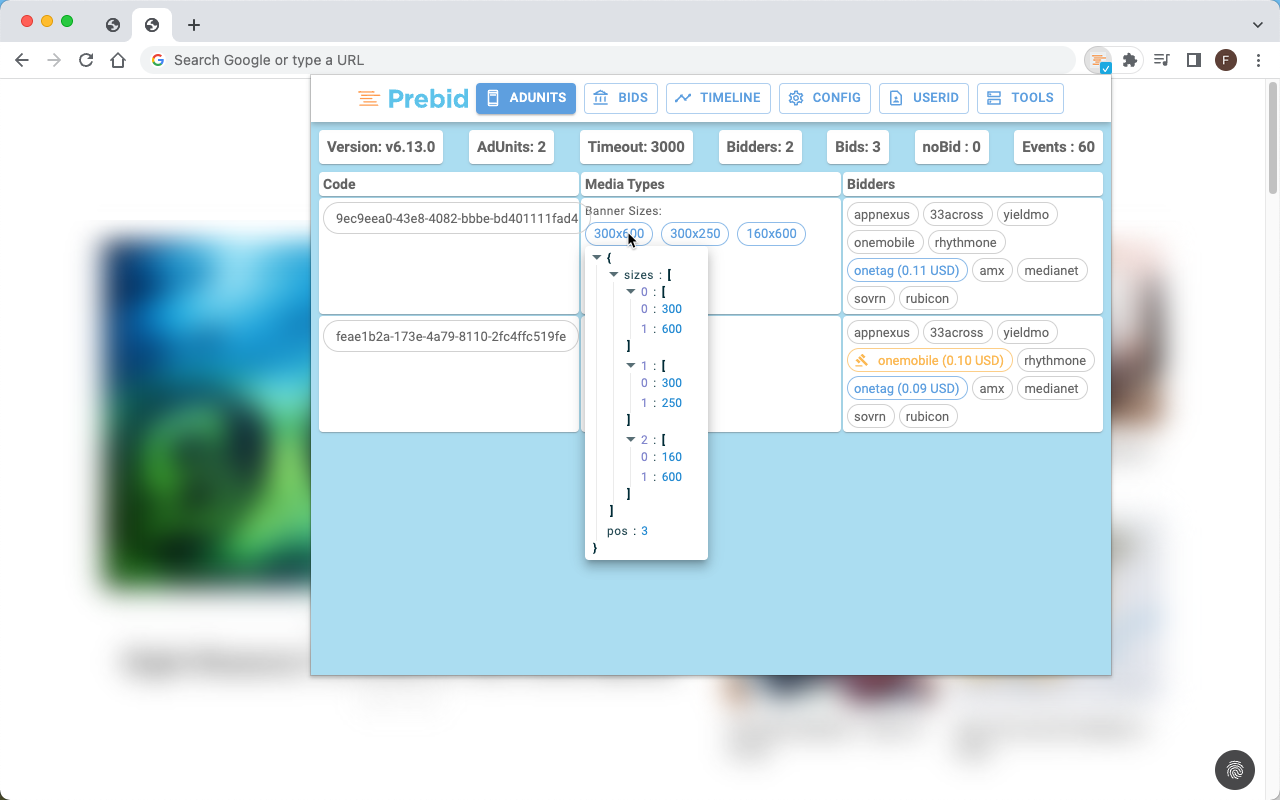 Search Google or type a URL
F
Prebid
ADUNITS
BIDS
TIMELINE
CONFIG
USERID
TOOLS
Version: v6.13.0
AdUnits: 2
Timeout: 3000
Bidders: 2
Bids: 3
noBid : 0
Events : 60
Code
Media Types
Bidders
9ec9eea0-43e8-4082-bbbe-bd401111fad4
Banner Sizes:
300x600
300x250
160x600
{
sizes : [
0 : [
0 : 300
1 : 600
]
1 : [
0 : 300
1 : 250
]
2 : [
0 : 160
1 : 600
]
]
pos : 3
}
appnexus
33across
yieldmo
onemobile
rhythmone
onetag (0.11 USD)
amx
medianet
sovrn
rubicon
feae1b2a-173e-4a79-8110-2fc4ffc519fe
appnexus
33across
yieldmo
onemobile (0.10 USD)
rhythmone
onetag (0.09 USD)
amx
medianet
sovrn
rubicon